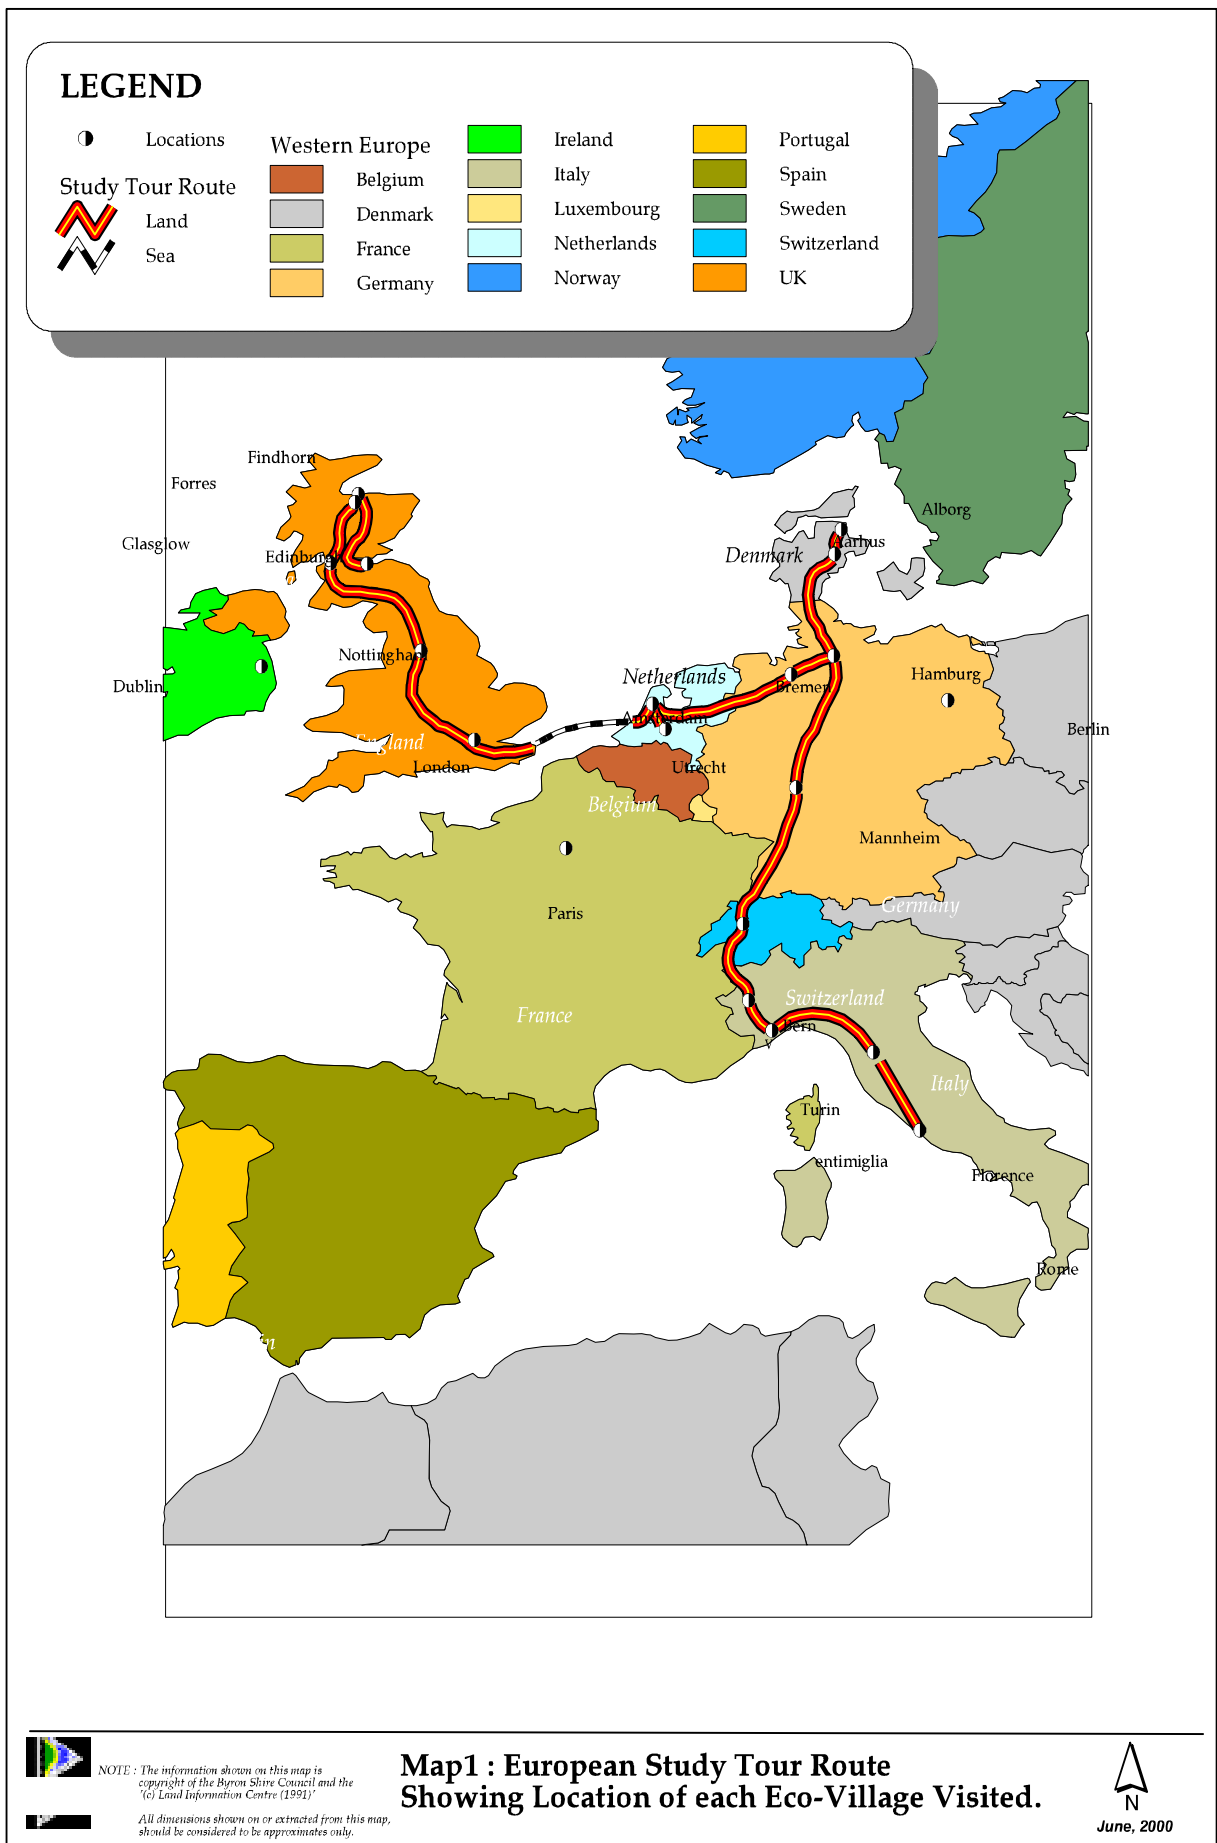 LEGEND
Locations
Study Tour Route
Land
Sea
Western Europe
Belgium
Denmark
France
Germany
Ireland
Italy
Luxembourg
Netherlands
Norway
Portugal
Spain
Sweden
Switzerland
UK
Findhorn
Forres
Glasgow
Edinburgh
Alborg
Aarhus
Denmark
Nottingham
Dublin
Netherlands
Hamburg
Bremen
Amsterdam
Berlin
England
London
Utrecht
Belgium
Mannheim
Germany
Paris
Switzerland
France
Bern
V
Italy
Turin
entimiglia
Florence
Rome
in
NOTE : The information shown on this map is
copyright of the Byron Shire Council and the
'(c) Land Information Centre (1991)'
All dimensions shown on or extracted from this map,
should be considered to be approximates only.
Map1 : European Study Tour Route
Showing Location of each Eco-Village Visited.
N
June, 2000